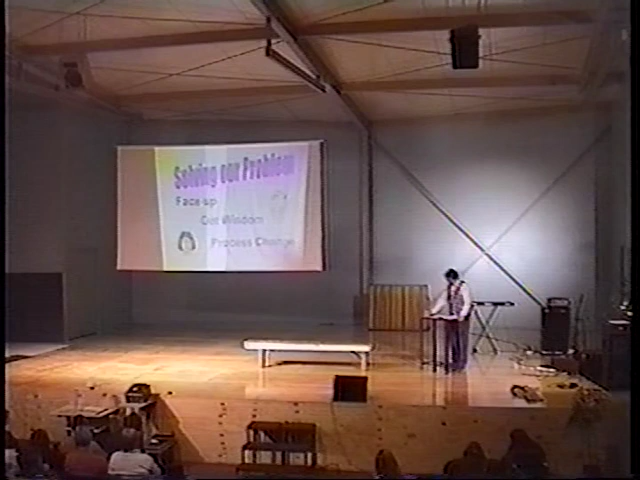 Solving our Problem
Face-up
Get Wisdom
Process Change